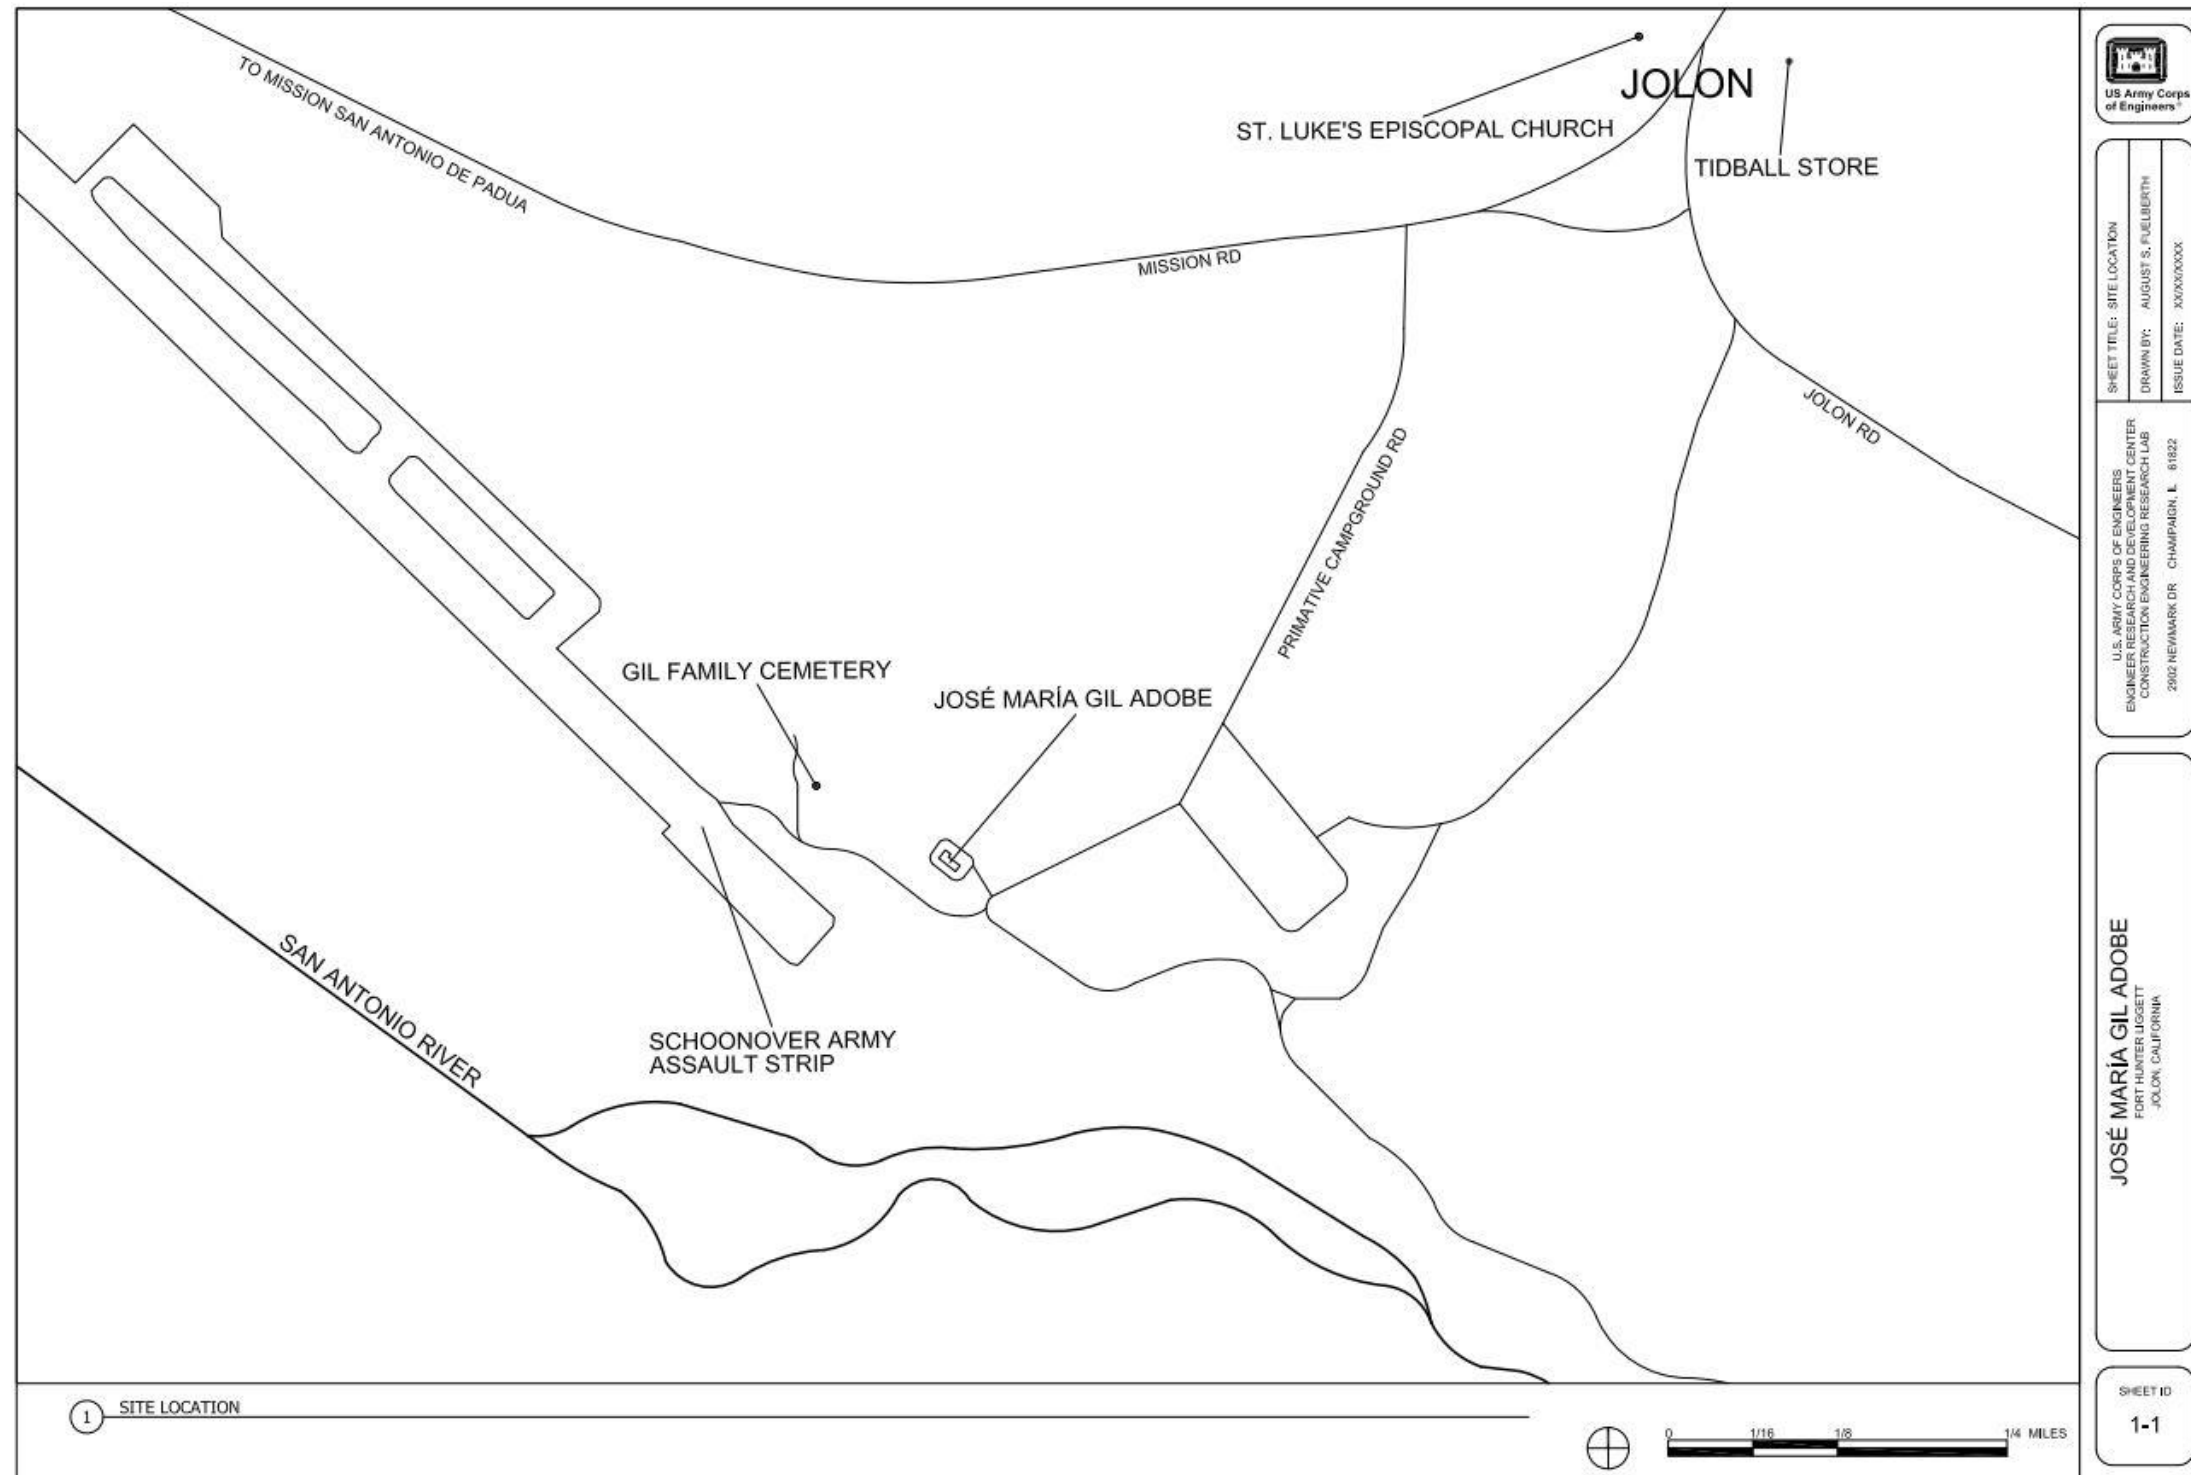 TO MISSION SAN ANTONIO DE PADUA
JOLON
ST. LUKE'S EPISCOPAL CHURCH
TIDBALL STORE
MISSION RD
JOLON RD
PRIMATIVE CAMPGROUND RD
GIL FAMILY CEMETERY
JOSÉ MARÍA GIL ADOBE
SAN ANTONIO RIVER
SCHOONOVER ARMY
ASSAULT STRIP
1 SITE LOCATION
0 1/16 1/8 1/4 MILES
US Army Corps
of Engineers®
SHEET TITLE: SITE LOCATION
DRAWN BY: AUGUST S. FUELBERTH
ISSUE DATE: XX/XX/XXXX
U.S. ARMY CORPS OF ENGINEERS
ENGINEER RESEARCH AND DEVELOPMENT CENTER
CONSTRUCTION ENGINEERING RESEARCH LAB
2902 NEWMARK DR CHAMPAIGN, IL 61822
JOSÉ MARÍA GIL ADOBE
FORT HUNTER LIGGETT
JOLON, CALIFORNIA
SHEET ID
1-1